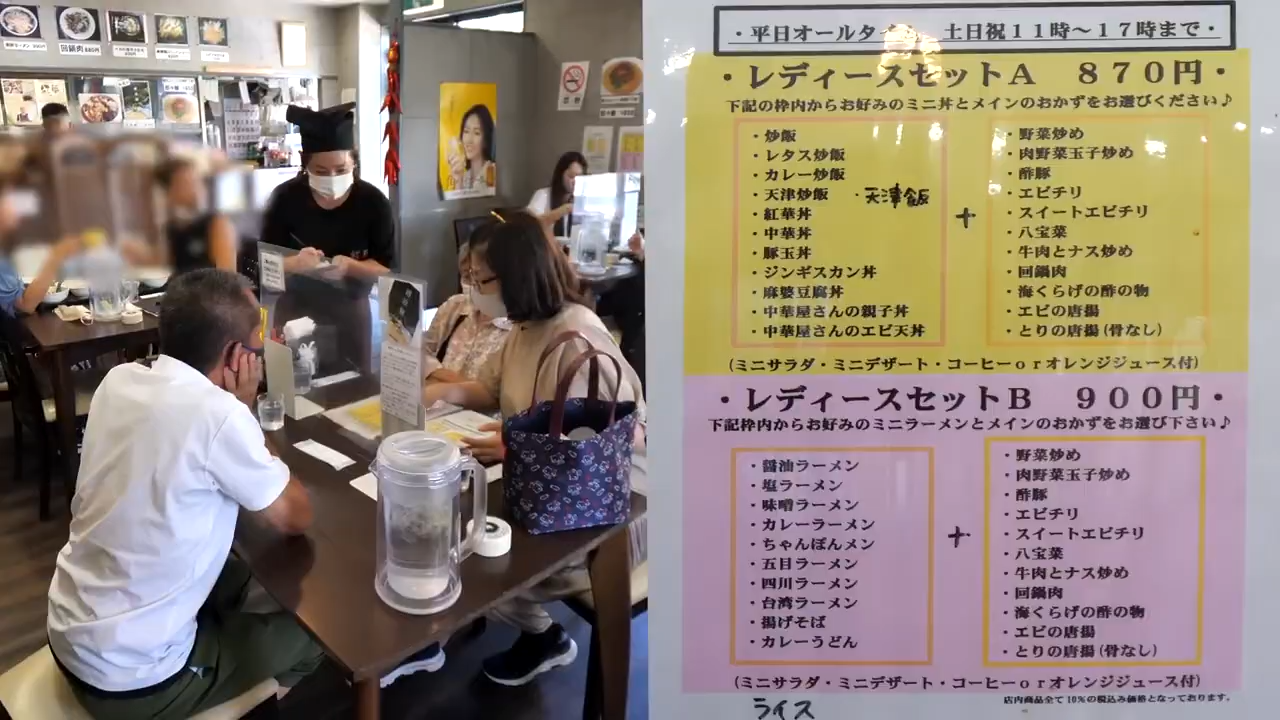 回鍋肉 880円
・平日オールタ 土日祝11時～17時まで・
・レディースセットA 870円・
下記の枠内からお好みのミニ丼とメインのおかずをお選びください♪
・炒飯
・レタス炒飯
・カレー炒飯
・天津炒飯 ・天津飯
・紅華丼
・中華丼
・豚玉丼
・ジンギスカン丼
・麻婆豆腐丼
・中華屋さんの親子丼
・中華屋さんのエビ天丼
+
・野菜炒め
・肉野菜玉子炒め
・酢豚
・エビチリ
・スイートエビチリ
・八宝菜
・牛肉とナス炒め
・回鍋肉
・海くらげの酢の物
・エビの唐揚
・とりの唐揚(骨なし)
(ミニサラダ・ミニデザート・コーヒーorオレンジジュース付)
・レディースセットB 900円・
下記枠内からお好みのミニラーメンとメインのおかずをお選び下さい♪
・醤油ラーメン
・塩ラーメン
・味噌ラーメン
・カレーラーメン
・ちゃんぽんメン
・五目ラーメン
・四川ラーメン
・台湾ラーメン
・揚げそば
・カレーうどん
+
・野菜炒め
・肉野菜玉子炒め
・酢豚
・エビチリ
・スイートエビチリ
・八宝菜
・牛肉とナス炒め
・回鍋肉
・海くらげの酢の物
・エビの唐揚
・とりの唐揚(骨なし)
(ミニサラダ・ミニデザート・コーヒーorオレンジジュース付)
店内商品全て10%の税込み価格となっております。
ライス